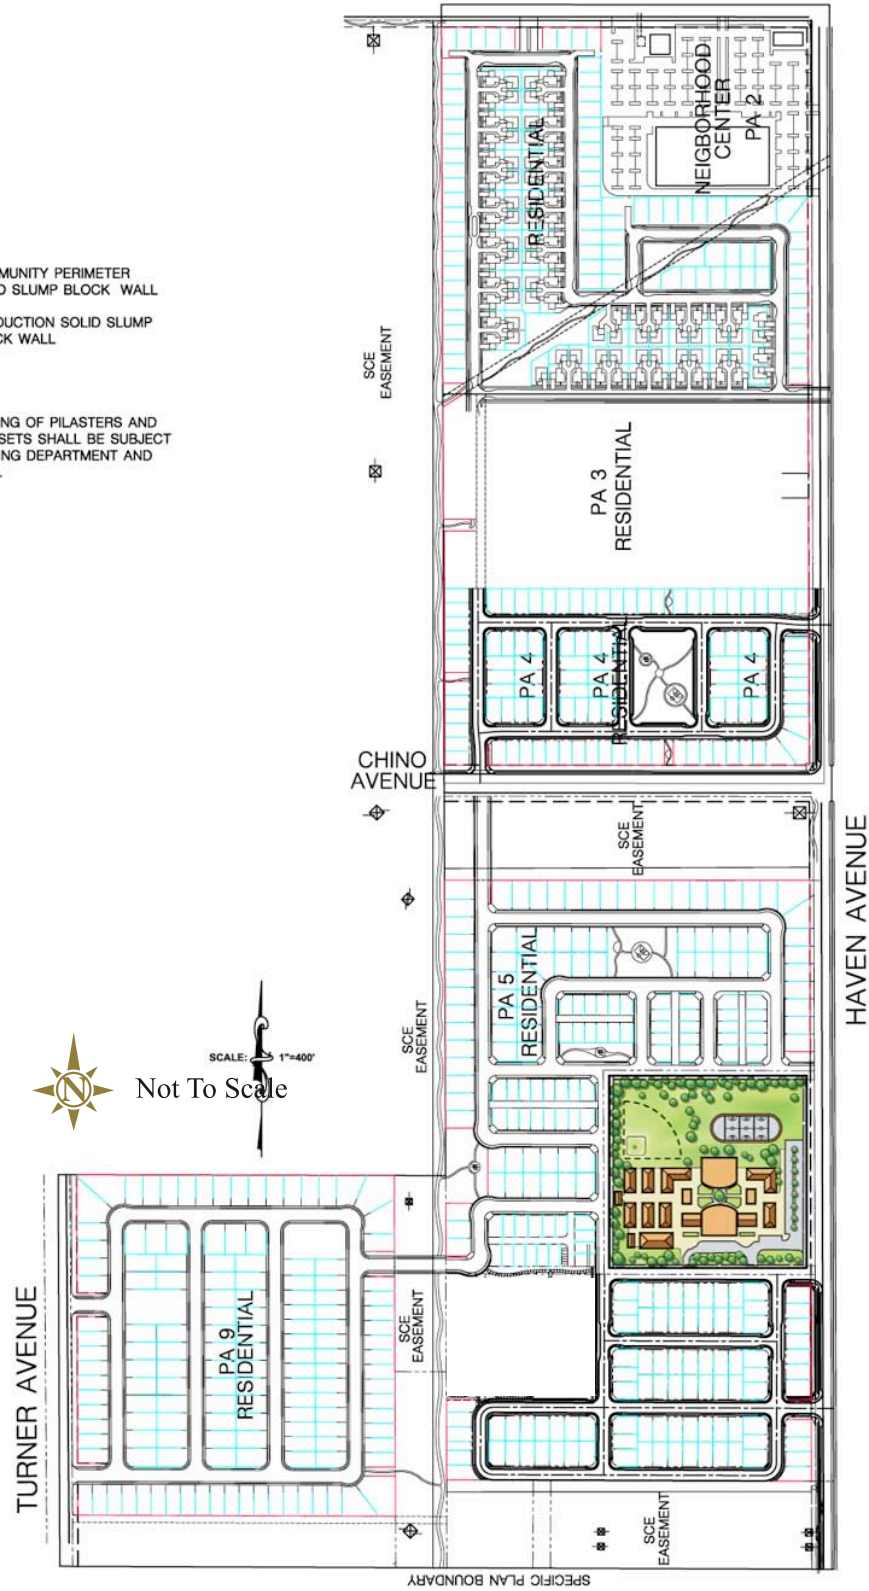 MUNITY PERIMETER
D SLUMP BLOCK WALL
DUCTION SOLID SLUMP
CK WALL
NG OF PILASTERS AND
SETS SHALL BE SUBJECT
NG DEPARTMENT AND
NEIGBORHOOD
CENTER
PA 2
RESIDENTIAL
SCE
EASEMENT
PA 3
RESIDENTIAL
PA 4
PA 4
RESIDENTIAL
PA 4
CHINO
AVENUE
SCE
EASEMENT
HAVEN AVENUE
PA 5
RESIDENTIAL
SCE
EASEMENT
SCALE: 1"=400'
N
Not To Scale
TURNER AVENUE
PA 9
RESIDENTIAL
SCE
EASEMENT
SCE
EASEMENT
SPECIFIC PLAN BOUNDARY